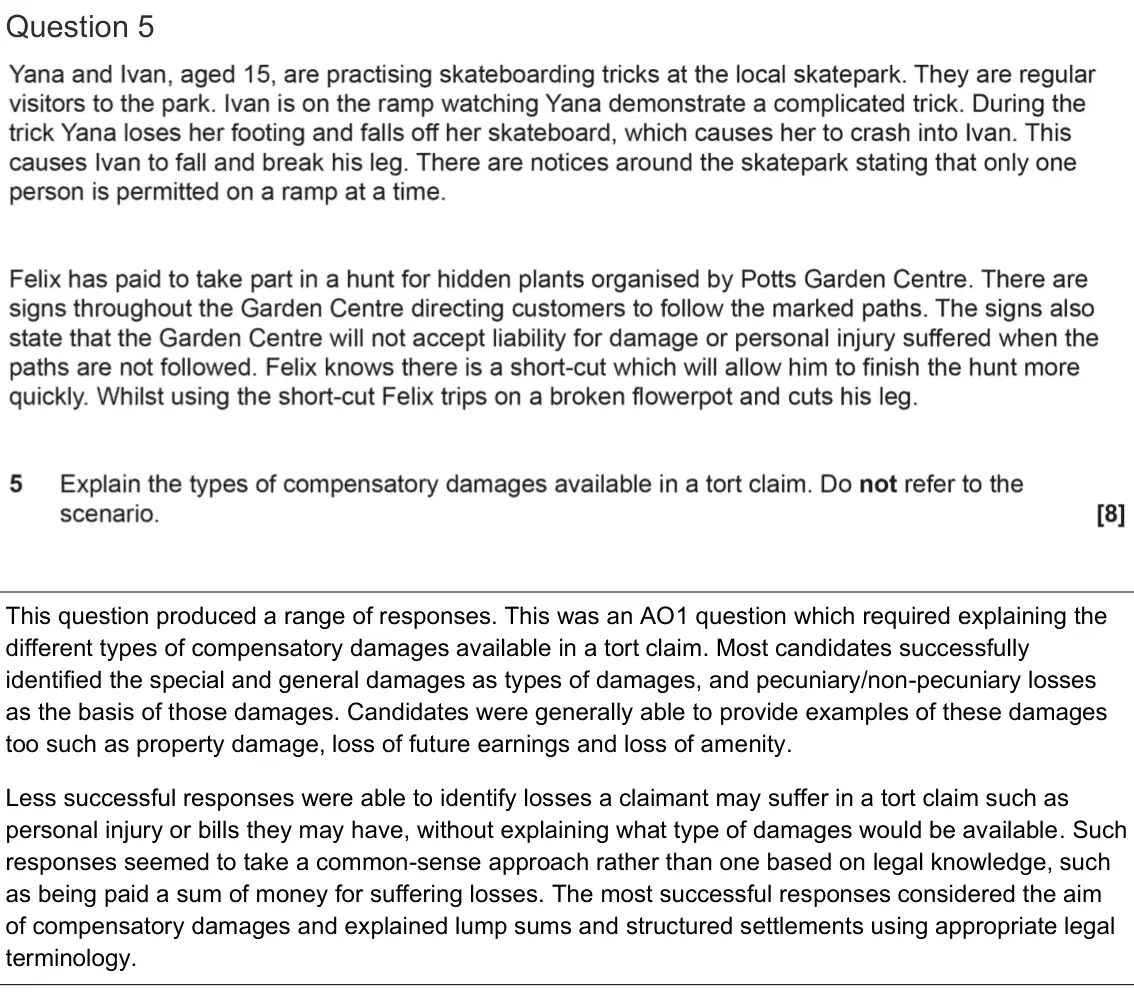 Question 5
Yana and Ivan, aged 15, are practising skateboarding tricks at the local skatepark. They are regular
visitors to the park. Ivan is on the ramp watching Yana demonstrate a complicated trick. During the
trick Yana loses her footing and falls off her skateboard, which causes her to crash into Ivan. This
causes Ivan to fall and break his leg. There are notices around the skatepark stating that only one
person is permitted on a ramp at a time.
Felix has paid to take part in a hunt for hidden plants organised by Potts Garden Centre. There are
signs throughout the Garden Centre directing customers to follow the marked paths. The signs also
state that the Garden Centre will not accept liability for damage or personal injury suffered when the
paths are not followed. Felix knows there is a short-cut which will allow him to finish the hunt more
quickly. Whilst using the short-cut Felix trips on a broken flowerpot and cuts his leg.
5 Explain the types of compensatory damages available in a tort claim. Do not refer to the
scenario. [8]
This question produced a range of responses. This was an AO1 question which required explaining the
different types of compensatory damages available in a tort claim. Most candidates successfully
identified the special and general damages as types of damages, and pecuniary/non-pecuniary losses
as the basis of those damages. Candidates were generally able to provide examples of these damages
too such as property damage, loss of future earnings and loss of amenity.
Less successful responses were able to identify losses a claimant may suffer in a tort claim such as
personal injury or bills they may have, without explaining what type of damages would be available. Such
responses seemed to take a common-sense approach rather than one based on legal knowledge, such
as being paid a sum of money for suffering losses. The most successful responses considered the aim
of compensatory damages and explained lump sums and structured settlements using appropriate legal
terminology.